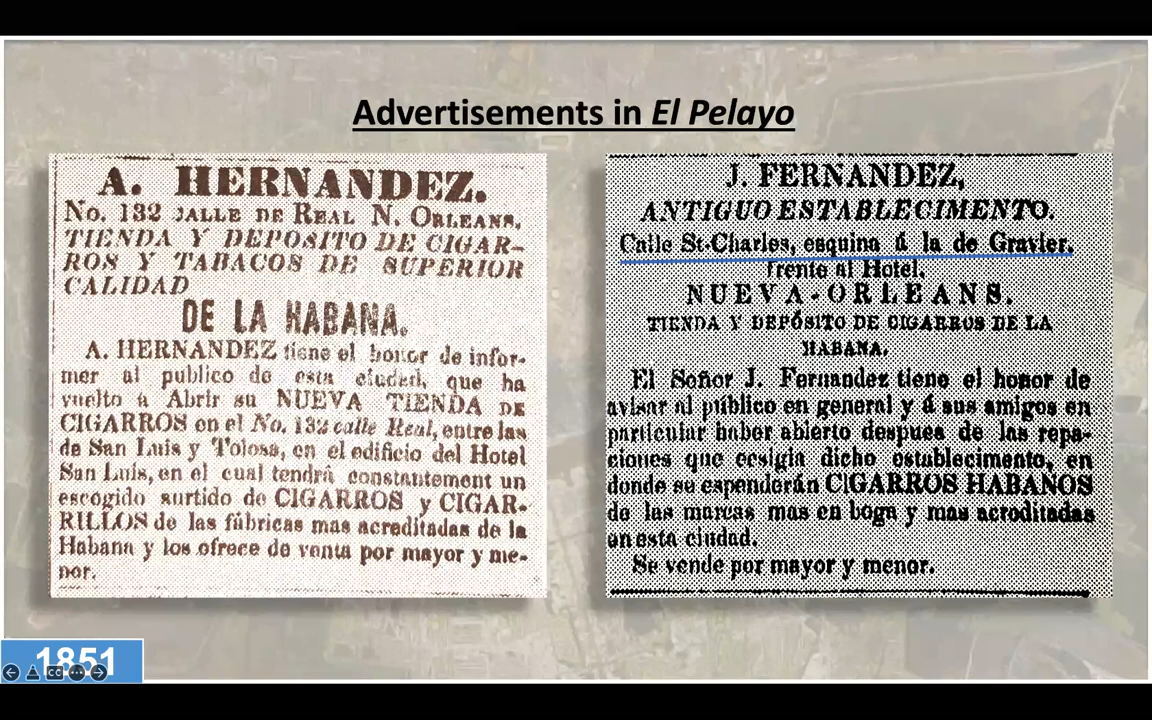 Advertisements in El Pelayo
A. HERNANDEZ.
No. 132 JALLE DE REAL N. ORLEANS,
TIENDA Y DEPOSITO DE CIGAR-
ROS Y TABACOS DE SUPERIOR
CALIDAD
DE LA HABANA.
A. HERNANDEZ tiene el honor de infor-
mer al publico de esta ciudad, que ha
vuelto a Abrir su NUEVA TIENDA DE
CIGARROS en el No. 132 calle Real, entre las
de San Luis y Tolosa, en el edificio del Hotel
San Luis, en el cual tendrá constantement un
escogido surtido de CIGARROS y CIGAR-
RILLOS de las fábricas mas acreditadas de la
Habana y los ofrece de venta por mayor y me-
nor.
J. FERNANDEZ,
ANTIGUO ESTABLECIMENTO.
Calle St-Charles, esquina á la de Gravier.
frente al Hotel.
NUEVA-ORLEANS.
TIENDA Y DEPÓSITO DE CIGARROS DE LA
HABANA.
El Señor J. Fernandez tiene el honor de
avisar al público en general y á sus amigos en
particular haber abierto despues de las repa-
ciones que ecsigia dicho establecimento, en
donde se espenderán CIGARROS HABANOS
de las marcas mas en boga y mas acreditadas
en esta ciudad.
Se vende por mayor y menor.
1851